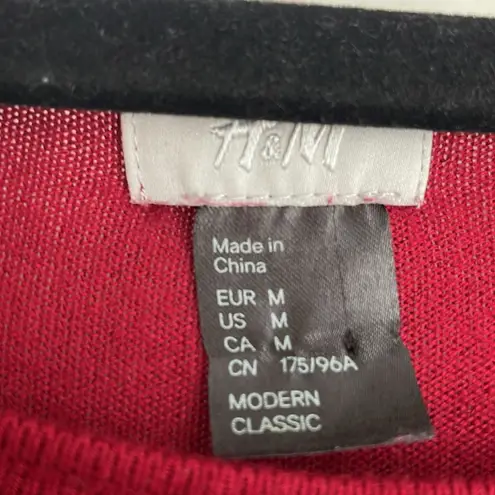 H&M
Made in
China
EUR M
US M
CA M
CN 175/96A
MODERN
CLASSIC